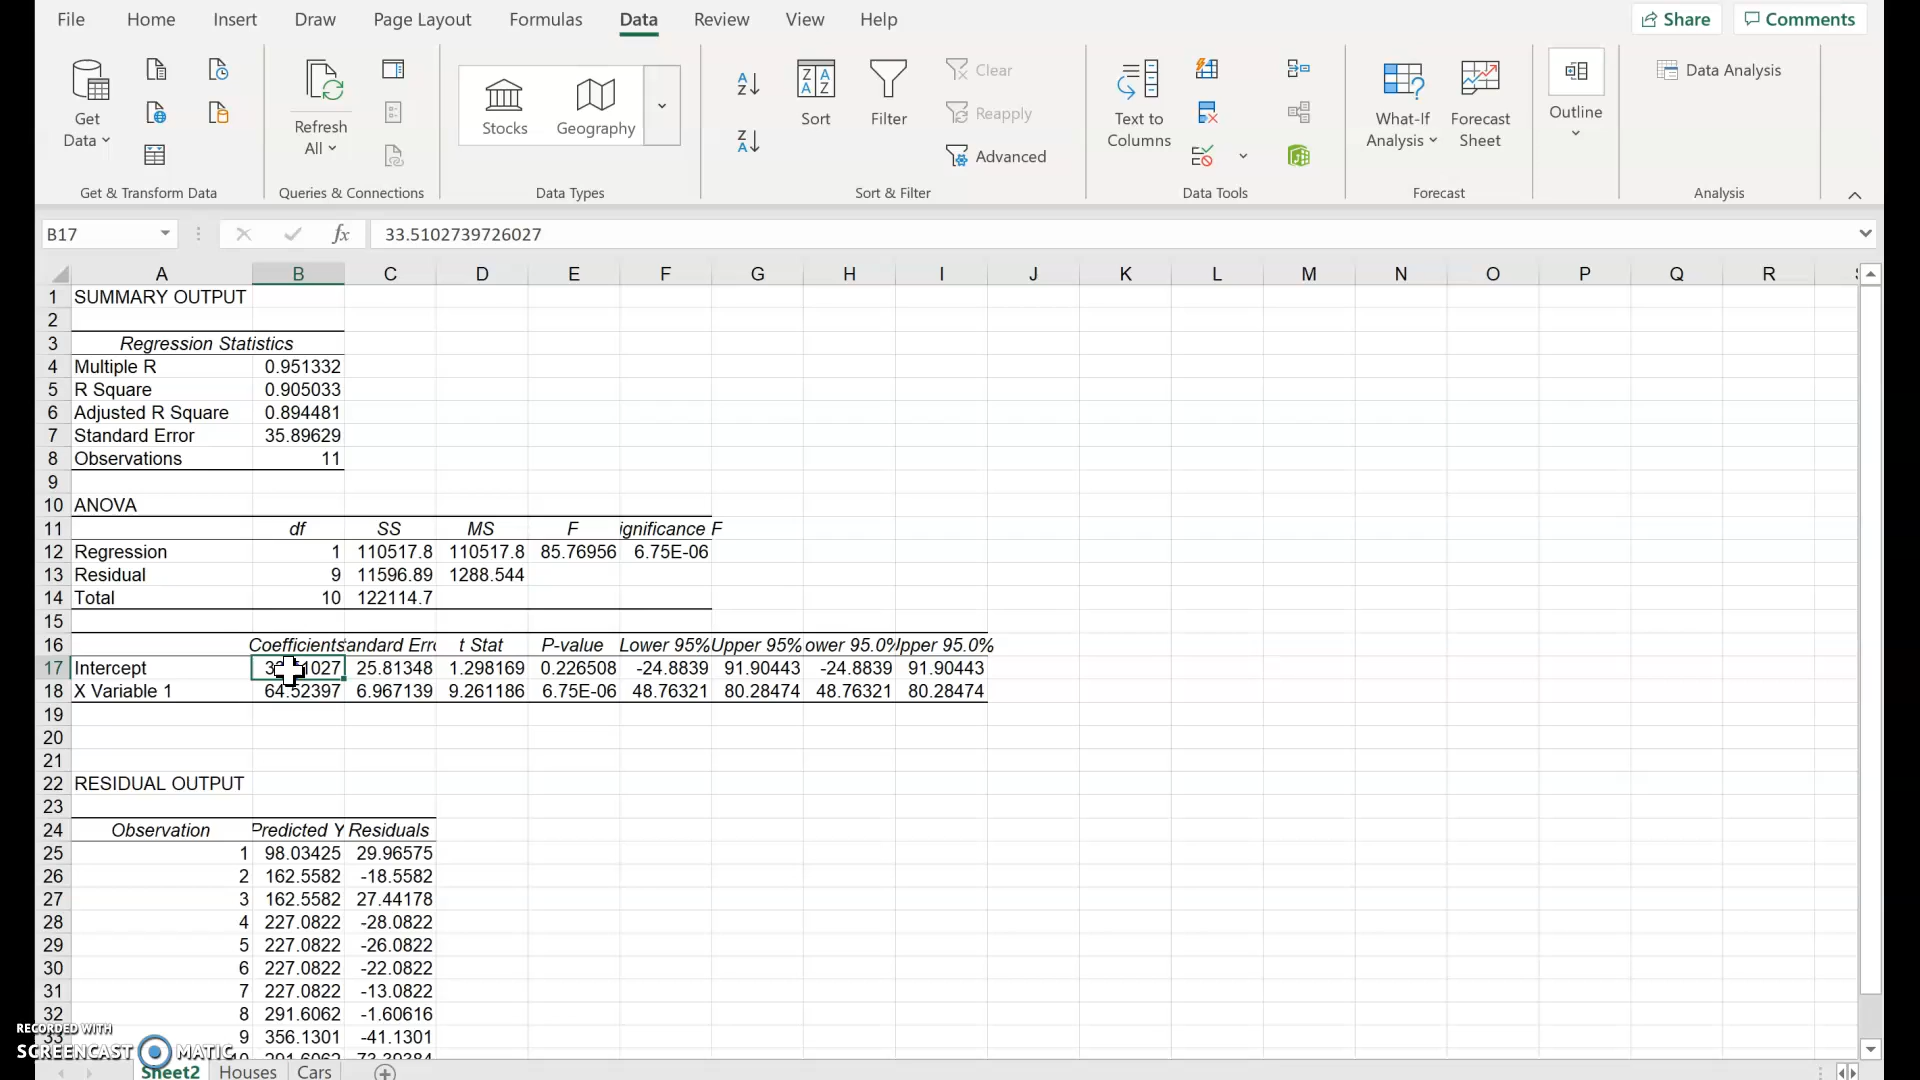 File Home Insert Draw Page Layout Formulas Data Review View Help Share Comments
Get Data
Refresh All
Stocks Geography
Sort Filter
Clear
Reapply
Advanced
Text to Columns
What-If Analysis
Forecast Sheet
Outline
Data Analysis
Get & Transform Data Queries & Connections Data Types Sort & Filter Data Tools Forecast Analysis
B17 fx 33.5102739726027
A B C D E F G H I J K L M N O P Q R
1 SUMMARY OUTPUT
2
3 Regression Statistics
4 Multiple R 0.951332
5 R Square 0.905033
6 Adjusted R Square 0.894481
7 Standard Error 35.89629
8 Observations 11
9
10 ANOVA
11 df SS MS F ignificance F
12 Regression 1 110517.8 110517.8 85.76956 6.75E-06
13 Residual 9 11596.89 1288.544
14 Total 10 122114.7
15
16 Coefficients tandard Erro t Stat P-value Lower 95% Upper 95% ower 95.0% pper 95.0%
17 Intercept 25.81348 1.298169 0.226508 -24.8839 91.90443 -24.8839 91.90443
18 X Variable 1 64.52397 6.967139 9.261186 6.75E-06 48.76321 80.28474 48.76321 80.28474
19
20
21
22 RESIDUAL OUTPUT
23
24 Observation Predicted Y Residuals
25 1 98.03425 29.96575
26 2 162.5582 -18.5582
27 3 162.5582 27.44178
28 4 227.0822 -28.0822
29 5 227.0822 -26.0822
30 6 227.0822 -22.0822
31 7 227.0822 -13.0822
32 8 291.6062 -1.60616
33 9 356.1301 -41.1301
10 291.6062 73.39384
RECORDED WITH
SCREENCAST MATIC
Sheet2 Houses Cars